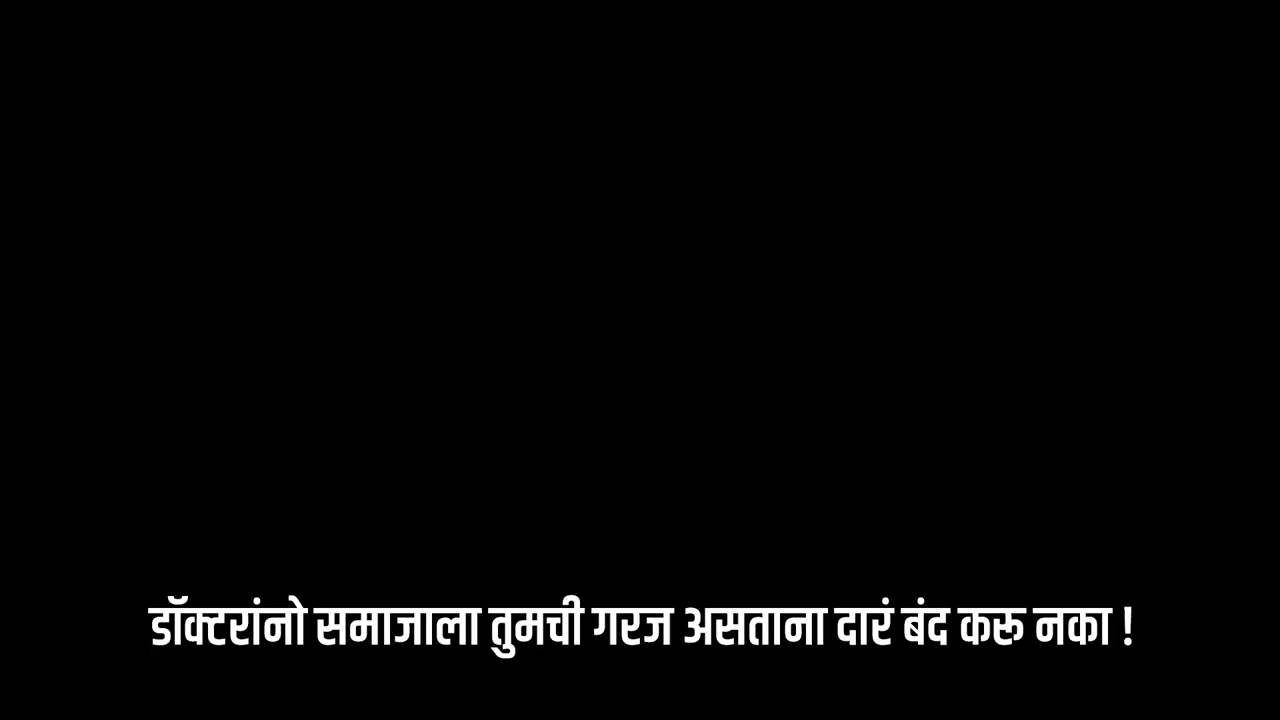 डॉक्टरांनो समाजाला तुमची गरज असताना दारं बंद करू नका !